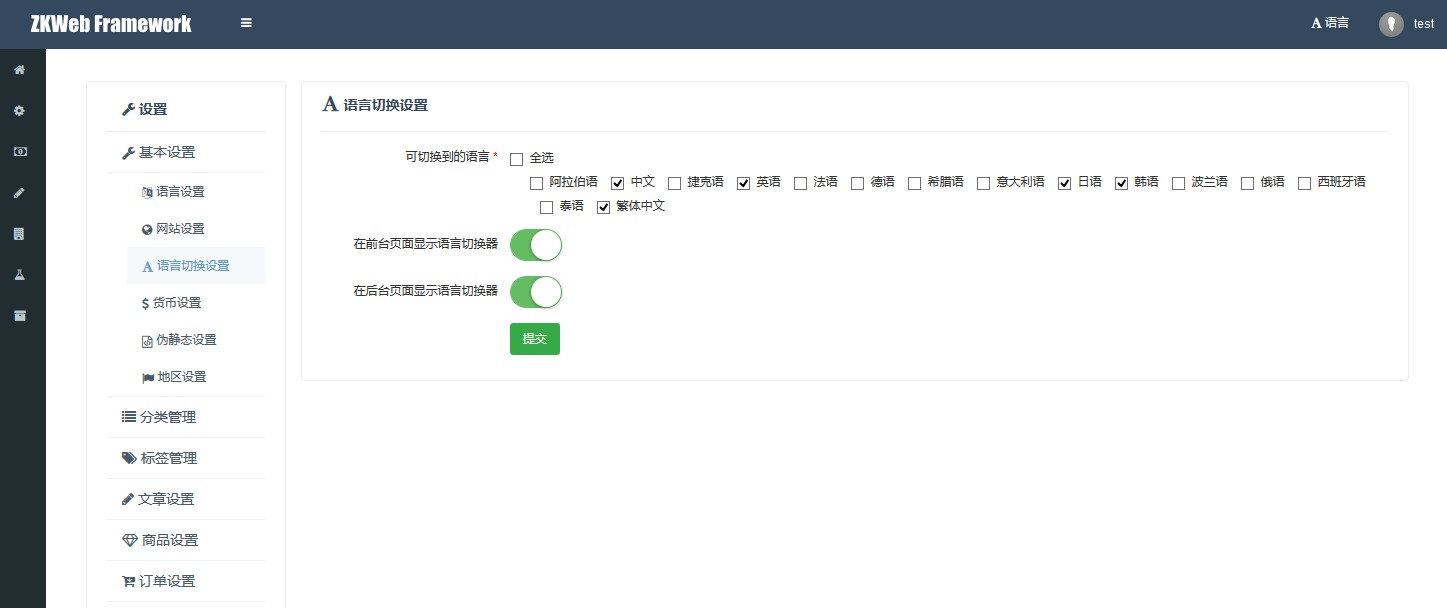 ZKWeb Framework
语言
test
设置
基本设置
语言设置
网站设置
语言切换设置
货币设置
伪静态设置
地区设置
分类管理
标签管理
文章设置
商品设置
订单设置
语言切换设置
可切换到的语言 * 全选
阿拉伯语 中文 捷克语 英语 法语 德语 希腊语 意大利语 日语 韩语 波兰语 俄语 西班牙语
泰语 繁体中文
在前台页面显示语言切换器
在后台页面显示语言切换器
提交